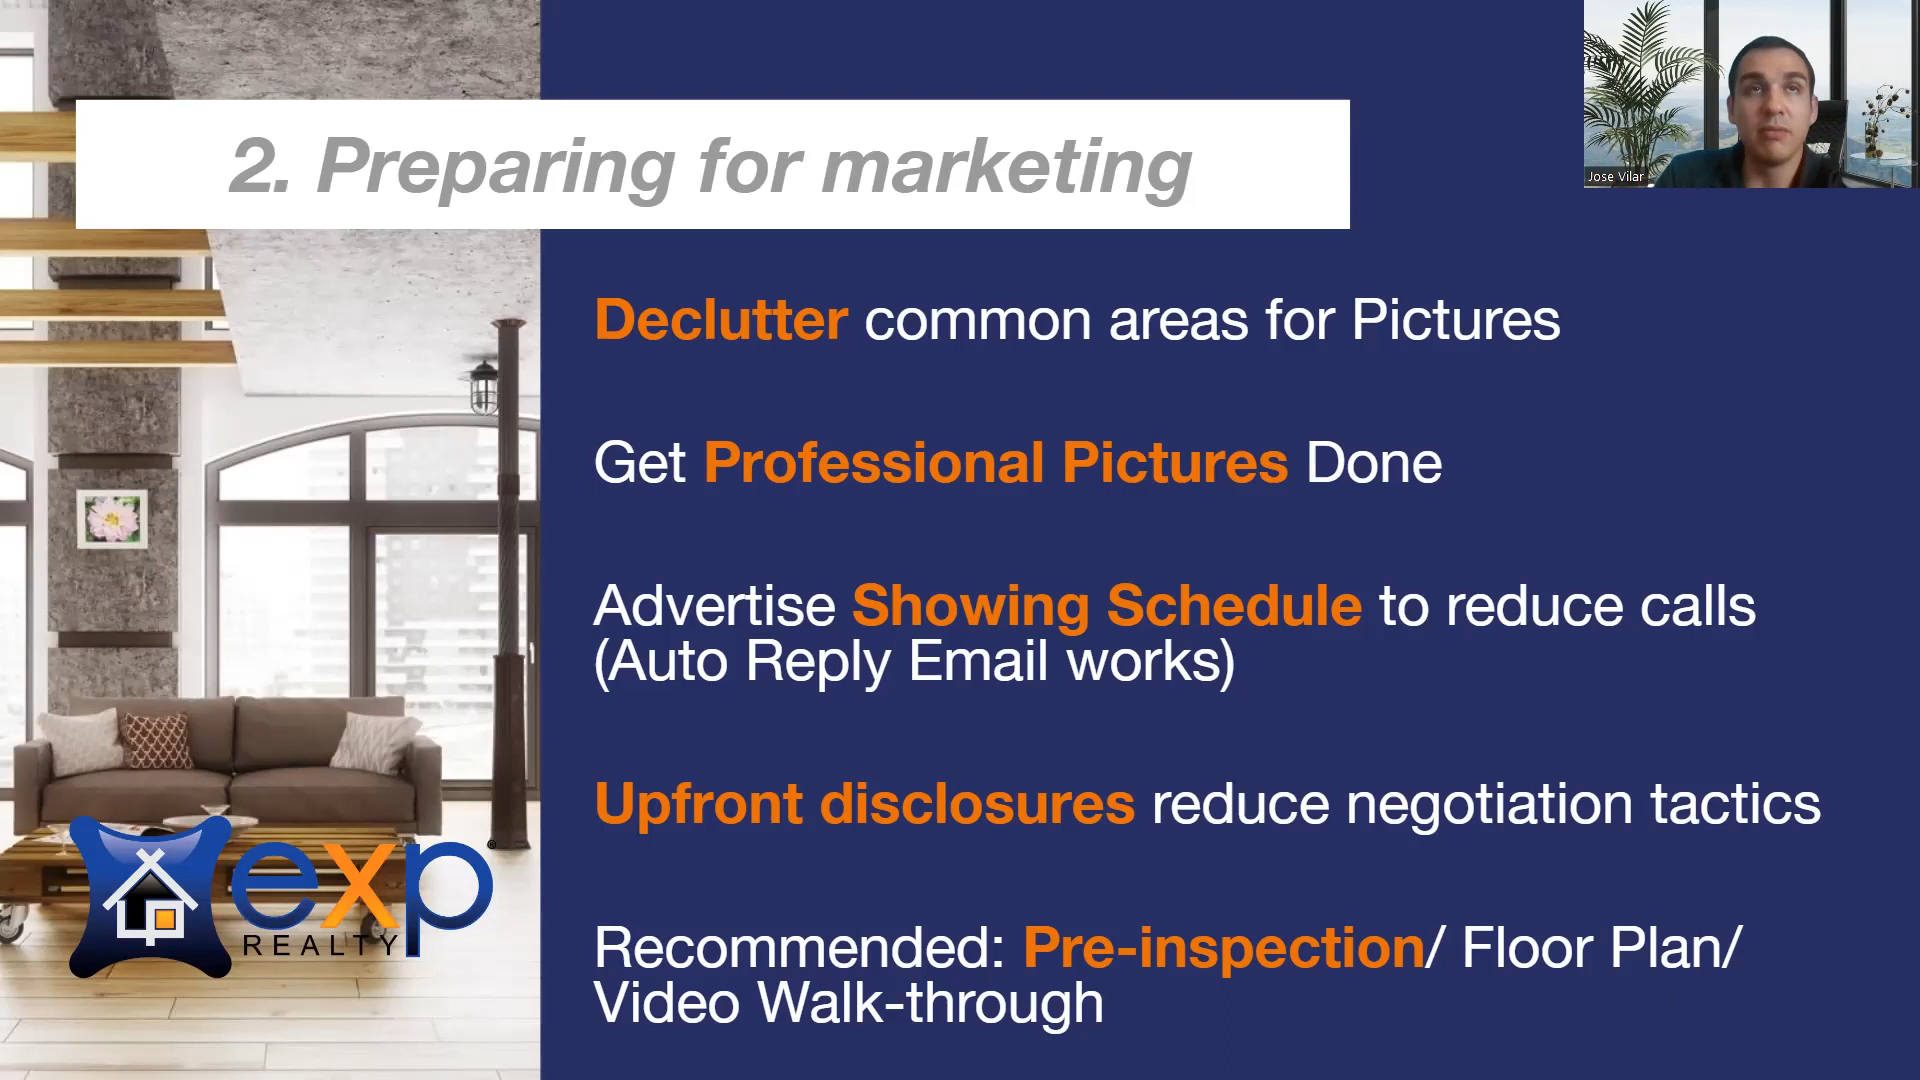 2. Preparing for marketing
Jose Vilar
Declutter common areas for Pictures
Get Professional Pictures Done
Advertise Showing Schedule to reduce calls
(Auto Reply Email works)
Upfront disclosures reduce negotiation tactics
Recommended: Pre-inspection/ Floor Plan/
Video Walk-through
exp®
REALTY